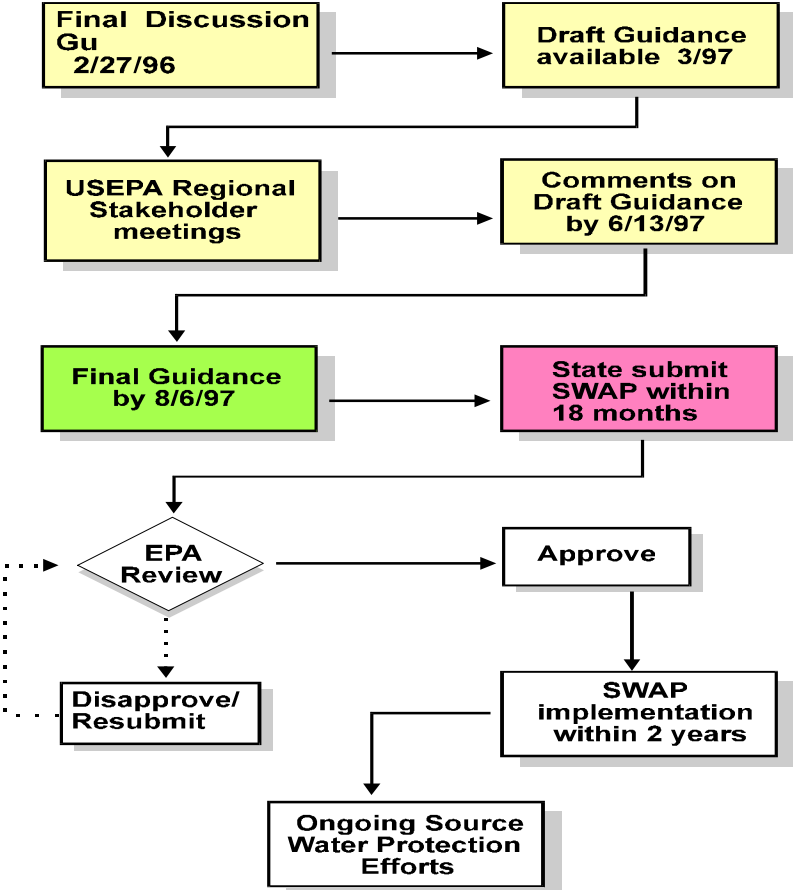 Final Discussion
Gu
2/27/96
Draft Guidance
available 3/97
USEPA Regional
Stakeholder
meetings
Comments on
Draft Guidance
by 6/13/97
Final Guidance
by 8/6/97
State submit
SWAP within
18 months
EPA
Review
Approve
Disapprove/
Resubmit
SWAP
implementation
within 2 years
Ongoing Source
Water Protection
Efforts